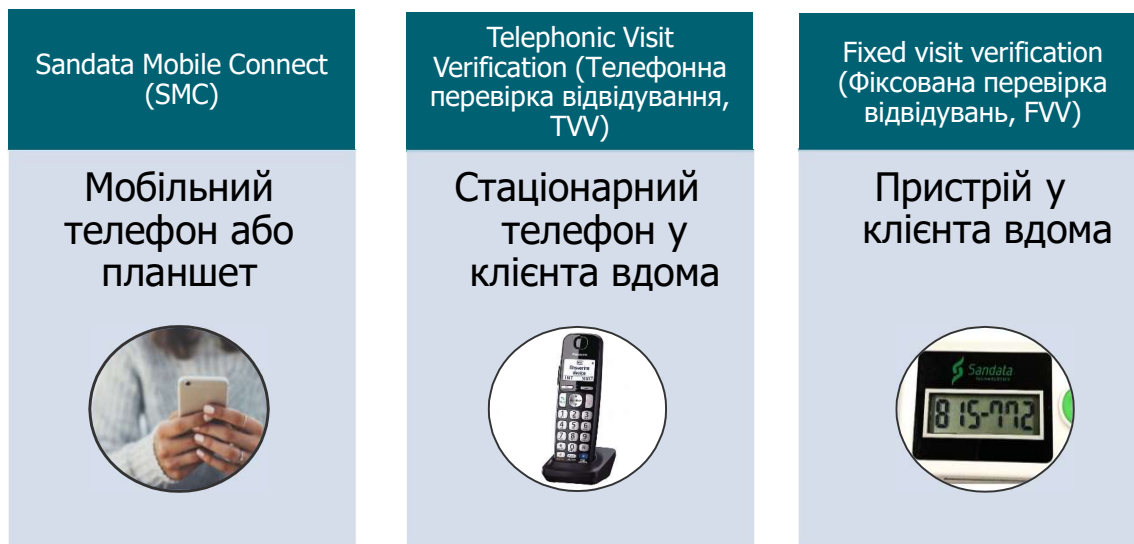 Sandata Mobile Connect
(SMC)
Мобільний
телефон або
планшет
Telephonic Visit
Verification (Телефонна
перевірка відвідування,
TVV)
Стаціонарний
телефон у
клієнта вдома
Fixed visit verification
(Фіксована перевірка
відвідувань, FVV)
Пристрій у
клієнта вдома
Sandata
815-772